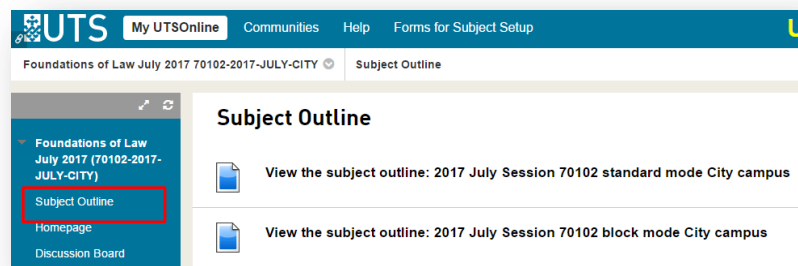 UTS My UTSOnline Communities Help Forms for Subject Setup U
Foundations of Law July 2017 70102-2017-JULY-CITY Subject Outline
Subject Outline
Foundations of Law
July 2017 (70102-2017-
JULY-CITY)
Subject Outline
Homepage
Discussion Board
View the subject outline: 2017 July Session 70102 standard mode City campus
View the subject outline: 2017 July Session 70102 block mode City campus